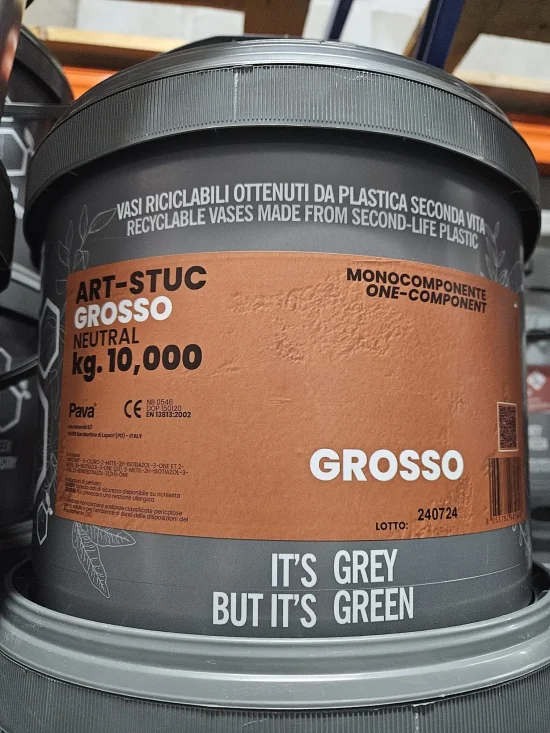 VASI RICICLABILI OTTENUTI DA PLASTICA SECONDA VITA
RECYCLABLE VASES MADE FROM SECOND-LIFE PLASTIC
ART-STUC
GROSSO
NEUTRAL
kg. 10,000
MONOCOMPONENTE
ONE-COMPONENT
Pava
CE
NB 0546
DOP 150120
EN 13813:2002
ITALY
GROSSO
LOTTO: 240724
IT'S GREY
BUT IT'S GREEN